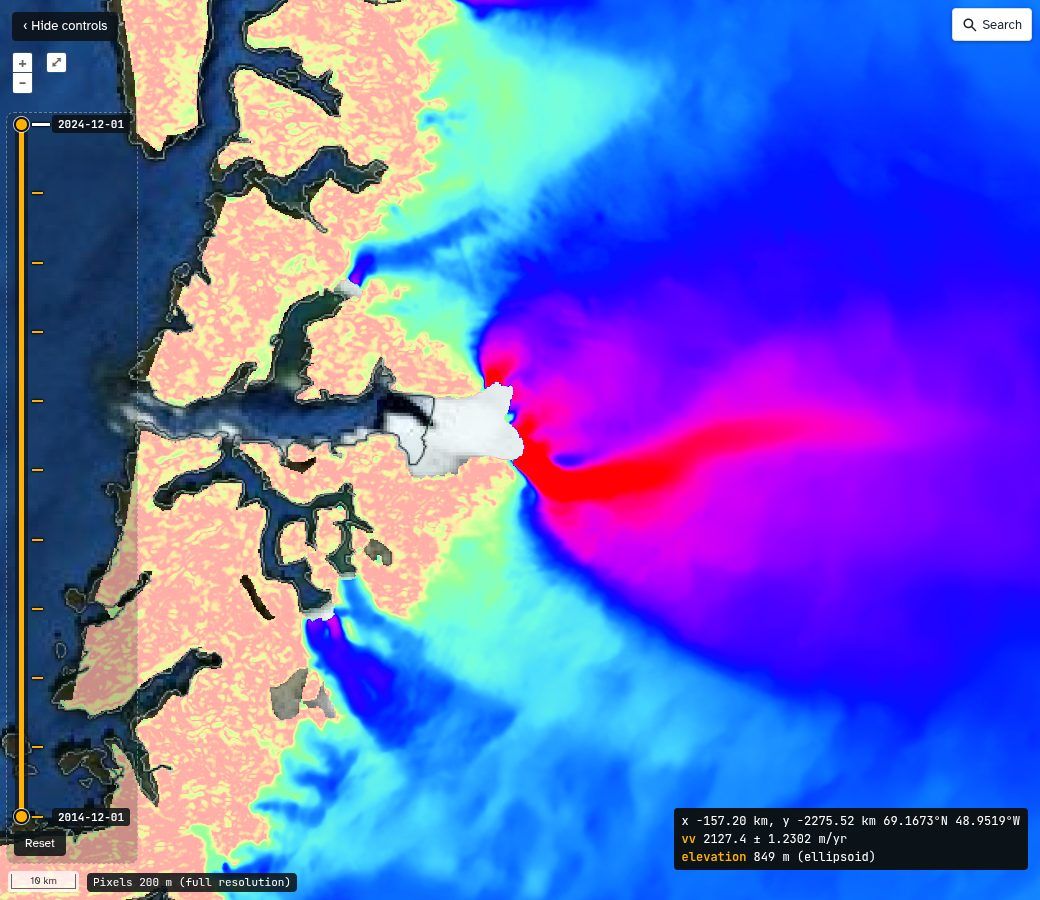 ‹ Hide controls
Search
+
-
2024-12-01
2014-12-01
Reset
10 km
Pixels 200 m (full resolution)
x -157.20 km, y -2275.52 km 69.1673°N 48.9519°W
vv 2127.4 ± 1.2302 m/yr
elevation 849 m (ellipsoid)